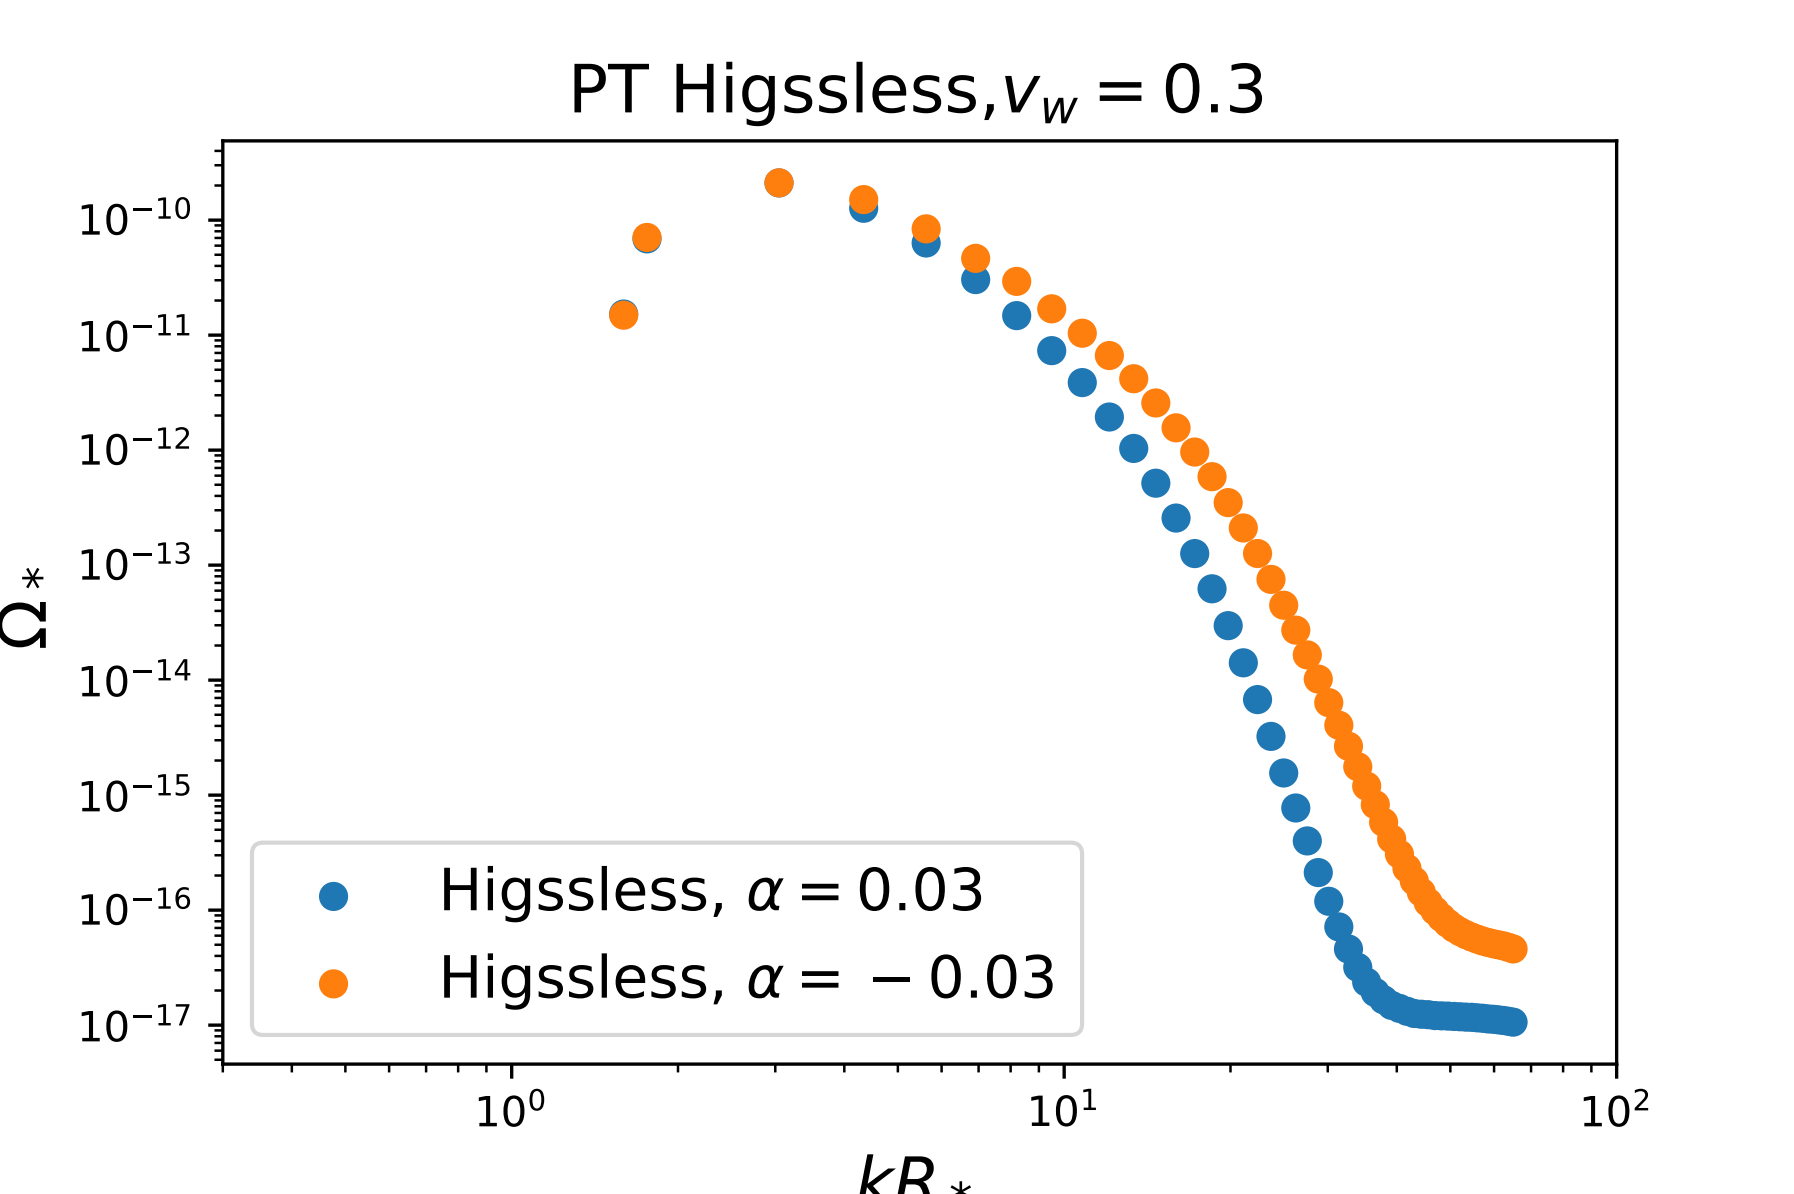 PT Higssless,v_w = 0.3
Ω_*
10^−10
10^−11
10^−12
10^−13
10^−14
10^−15
10^−16
10^−17
Higssless, α = 0.03
Higssless, α = −0.03
10^0 10^1 10^2
kR_*